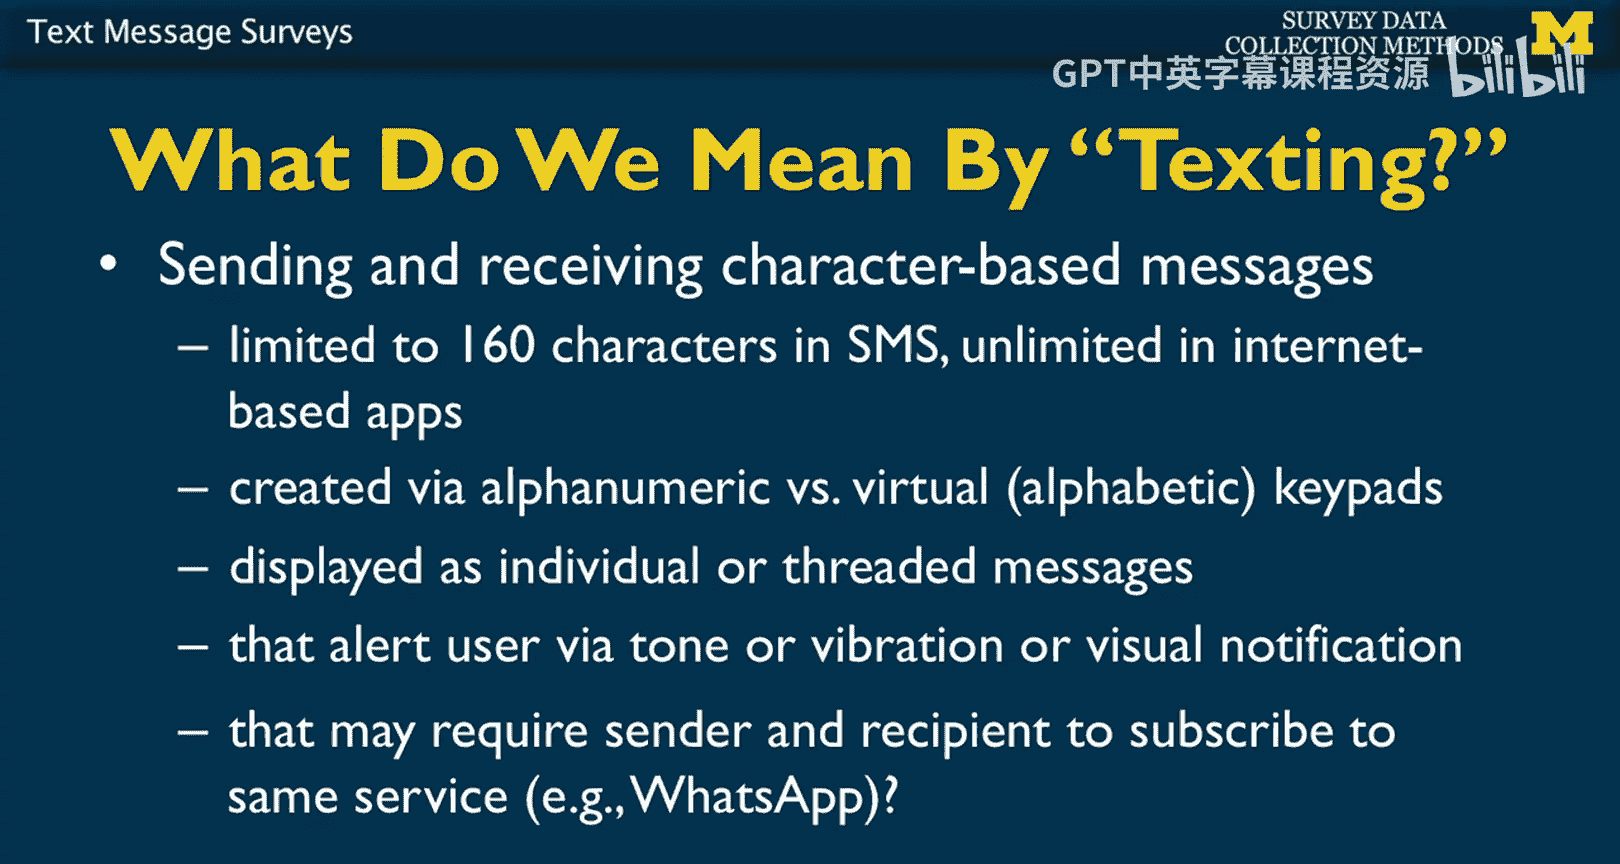 Text Message Surveys
SURVEY DATA
COLLECTION METHODS
M
GPT中英字幕课程资源
bilibili
What Do We Mean By “Texting?”
• Sending and receiving character-based messages
– limited to 160 characters in SMS, unlimited in internet-
based apps
– created via alphanumeric vs. virtual (alphabetic) keypads
– displayed as individual or threaded messages
– that alert user via tone or vibration or visual notification
– that may require sender and recipient to subscribe to
same service (e.g., WhatsApp)?